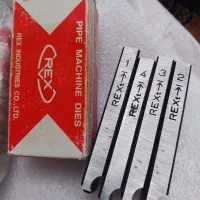 PIPE MACHINE DIES
REX
REX INDUSTRIES CO.,LTD.
1 REX
4 REX
3 REX
2 REX